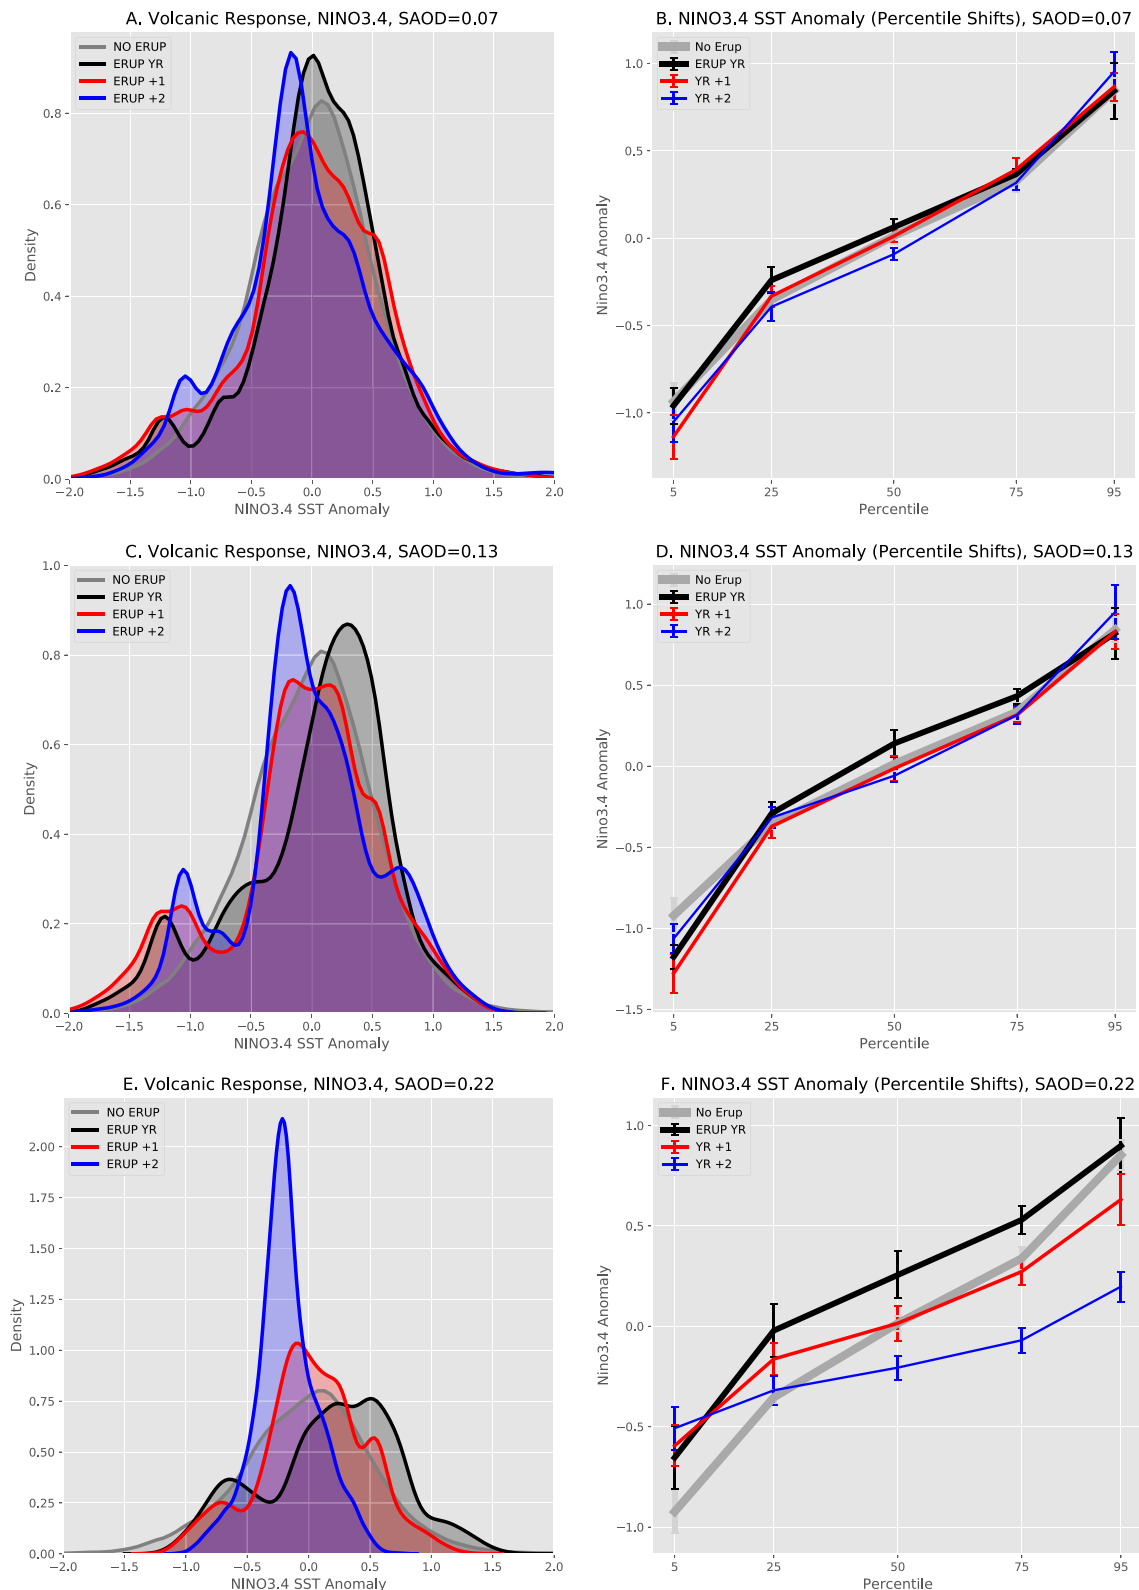 A. Volcanic Response, NINO3.4, SAOD=0.07
NO ERUP
ERUP YR
ERUP +1
ERUP +2
0.8
0.6
0.4
0.2
0.0
Density
−2.0 −1.5 −1.0 −0.5 0.0 0.5 1.0 1.5 2.0
NINO3.4 SST Anomaly
B. NINO3.4 SST Anomaly (Percentile Shifts), SAOD=0.07
No Erup
ERUP YR
YR +1
YR +2
1.0
0.5
0.0
−0.5
−1.0
Nino3.4 Anomaly
5 25 50 75 95
Percentile
C. Volcanic Response, NINO3.4, SAOD=0.13
NO ERUP
ERUP YR
ERUP +1
ERUP +2
1.0
0.8
0.6
0.4
0.2
0.0
Density
−2.0 −1.5 −1.0 −0.5 0.0 0.5 1.0 1.5 2.0
NINO3.4 SST Anomaly
D. NINO3.4 SST Anomaly (Percentile Shifts), SAOD=0.13
No Erup
ERUP YR
YR +1
YR +2
1.0
0.5
0.0
−0.5
−1.0
−1.5
Nino3.4 Anomaly
5 25 50 75 95
Percentile
E. Volcanic Response, NINO3.4, SAOD=0.22
NO ERUP
ERUP YR
ERUP +1
ERUP +2
2.00
1.75
1.50
1.25
1.00
0.75
0.50
0.25
0.00
Density
−2.0 −1.5 −1.0 −0.5 0.0 0.5 1.0 1.5 2.0
NINO3.4 SST Anomaly
F. NINO3.4 SST Anomaly (Percentile Shifts), SAOD=0.22
No Erup
ERUP YR
YR +1
YR +2
1.0
0.5
0.0
−0.5
−1.0
Nino3.4 Anomaly
5 25 50 75 95
Percentile